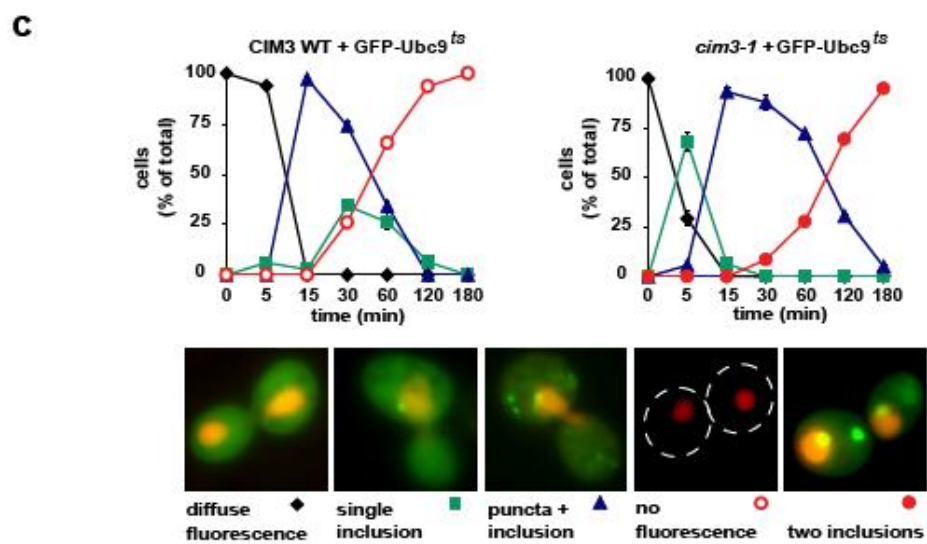 c
CIM3 WT + GFP-Ubc9ts
cim3-1 + GFP-Ubc9ts
cells
(% of total)
100
75
50
25
0
0 5 15 30 60 120 180
time (min)
cells
(% of total)
100
75
50
25
0
0 5 15 30 60 120 180
time (min)
diffuse
fluorescence
single
inclusion
puncta +
inclusion
no
fluorescence
two inclusions